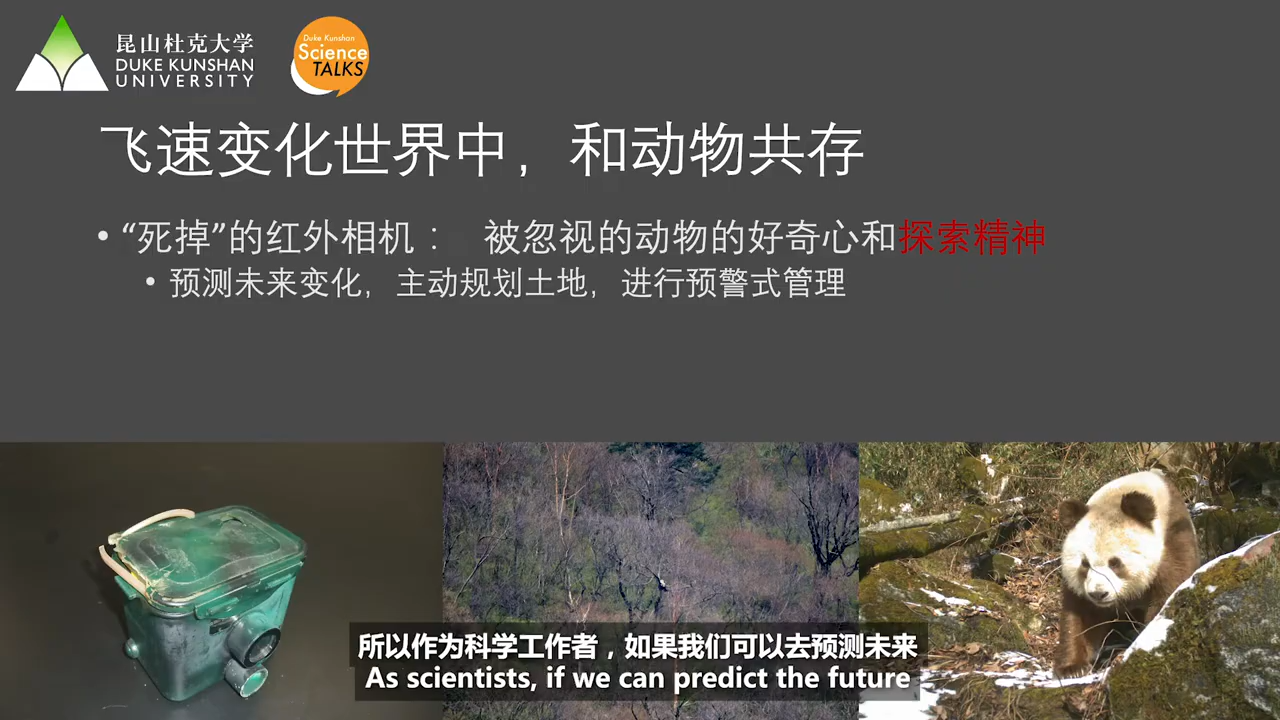 昆山杜克大学
DUKE KUNSHAN
UNIVERSITY
Duke Kunshan
Science
TALKS
飞速变化世界中，和动物共存
• “死掉”的红外相机： 被忽视的动物的好奇心和探索精神
• 预测未来变化，主动规划土地，进行预警式管理
所以作为科学工作者，如果我们可以去预测未来
As scientists, if we can predict the future